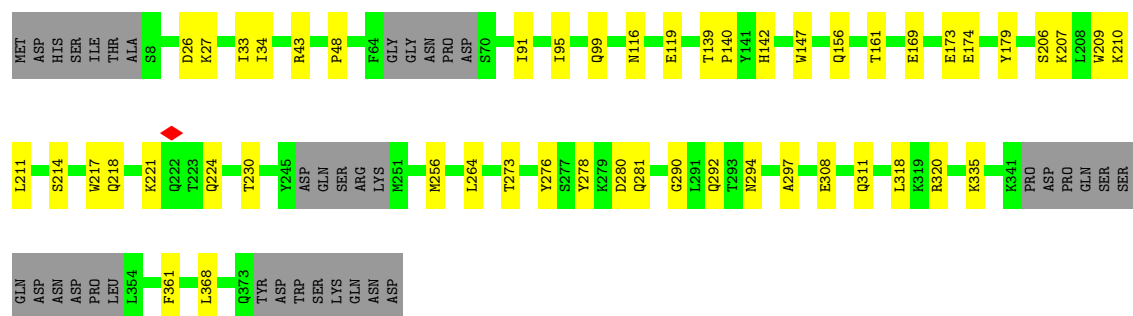 MET ASP HIS SER ILE THR ALA S8 D26 K27 I33 I34 R43 P48 F64 GLY GLY ASN PRO ASP S70 I91 I95 Q99 N116 E119 T139 P140 Y141 H142 W147 Q156 T161 E169 E173 E174 Y179 S206 K207 L208 W209 K210
L211 S214 W217 Q218 K221 Q222 T223 Q224 T230 Y245 ASP GLN SER ARG LYS M251 M256 L264 T273 Y276 S277 Y278 K279 D280 Q281 G290 L291 Q292 T293 N294 A297 E308 Q311 L318 K319 R320 K335 K341 PRO ASP PRO GLN SER SER
GLN ASP ASN ASP PRO LEU L354 F361 L368 Q373 TYR ASP TRP SER LYS GLN ASN ASP